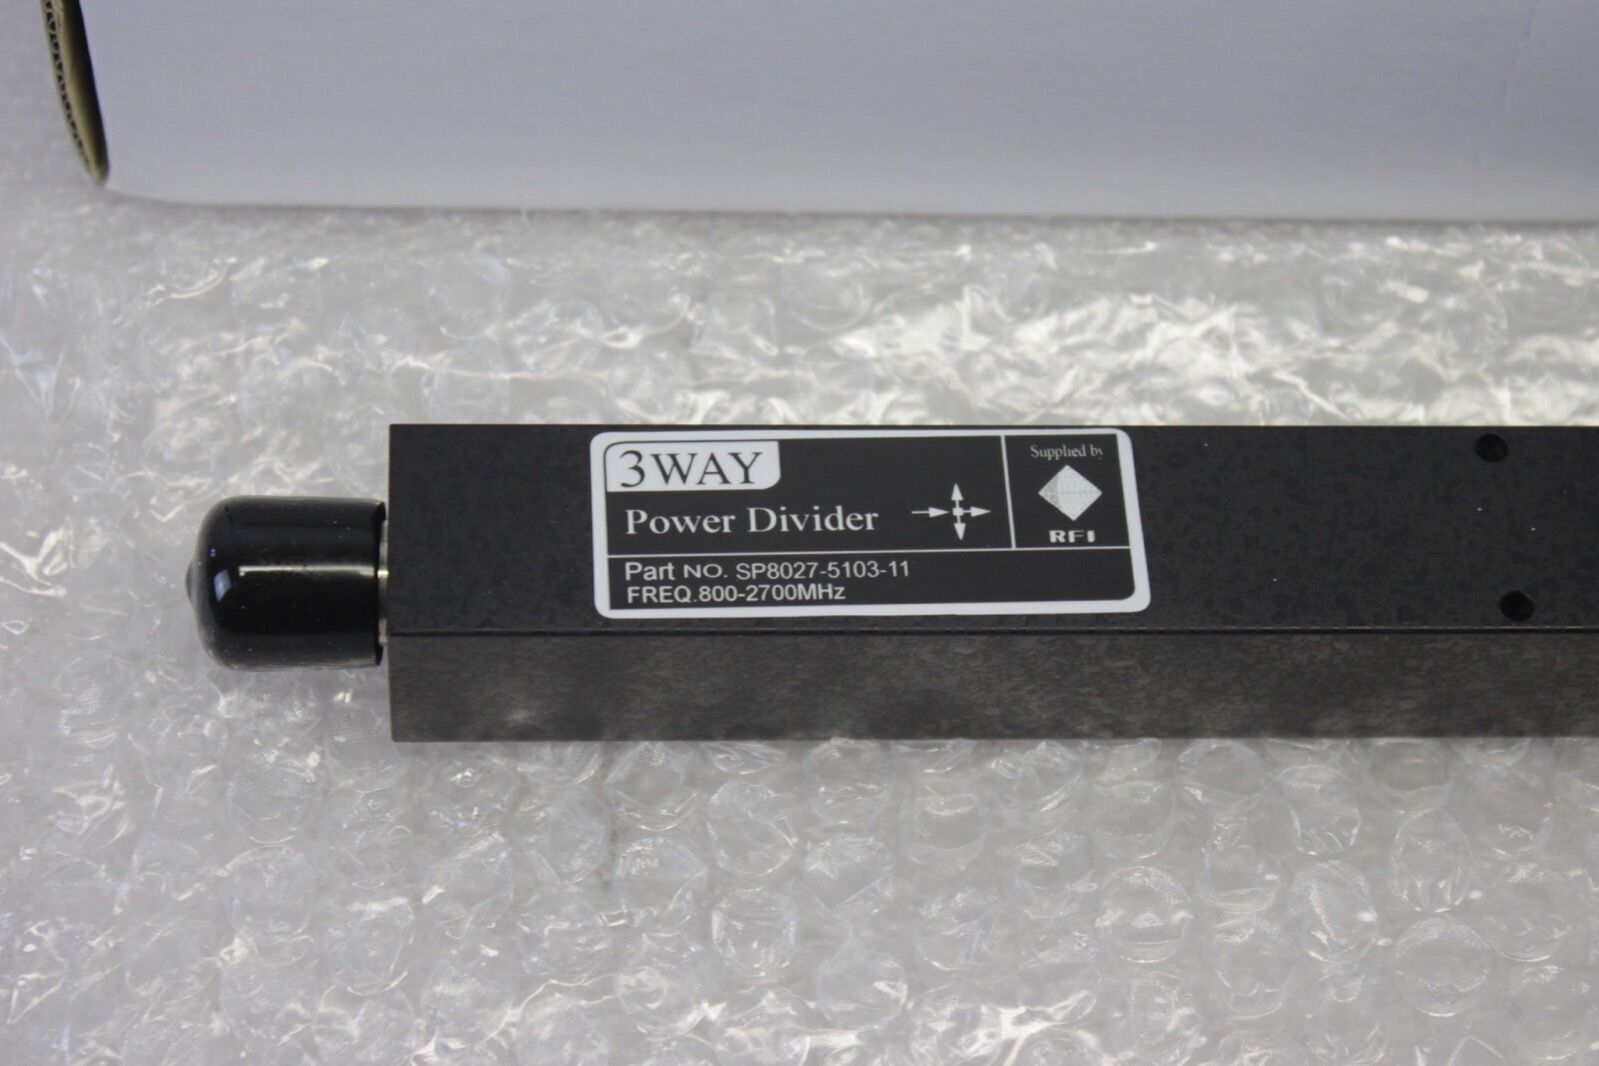 3WAY
Power Divider
Supplied by
RFI
Part NO. SP8027-5103-11
FREQ.800-2700MHz